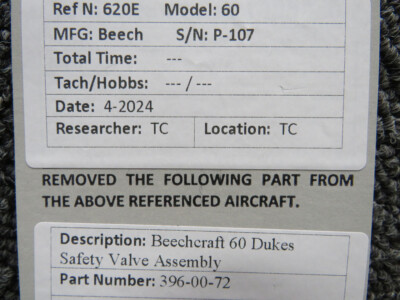 Ref N: 620E Model: 60
MFG: Beech S/N: P-107
Total Time: ---
Tach/Hobbs: --- / ---
Date: 4-2024
Researcher: TC Location: TC
REMOVED THE FOLLOWING PART FROM
THE ABOVE REFERENCED AIRCRAFT.
Description: Beechcraft 60 Dukes
Safety Valve Assembly
Part Number: 396-00-72